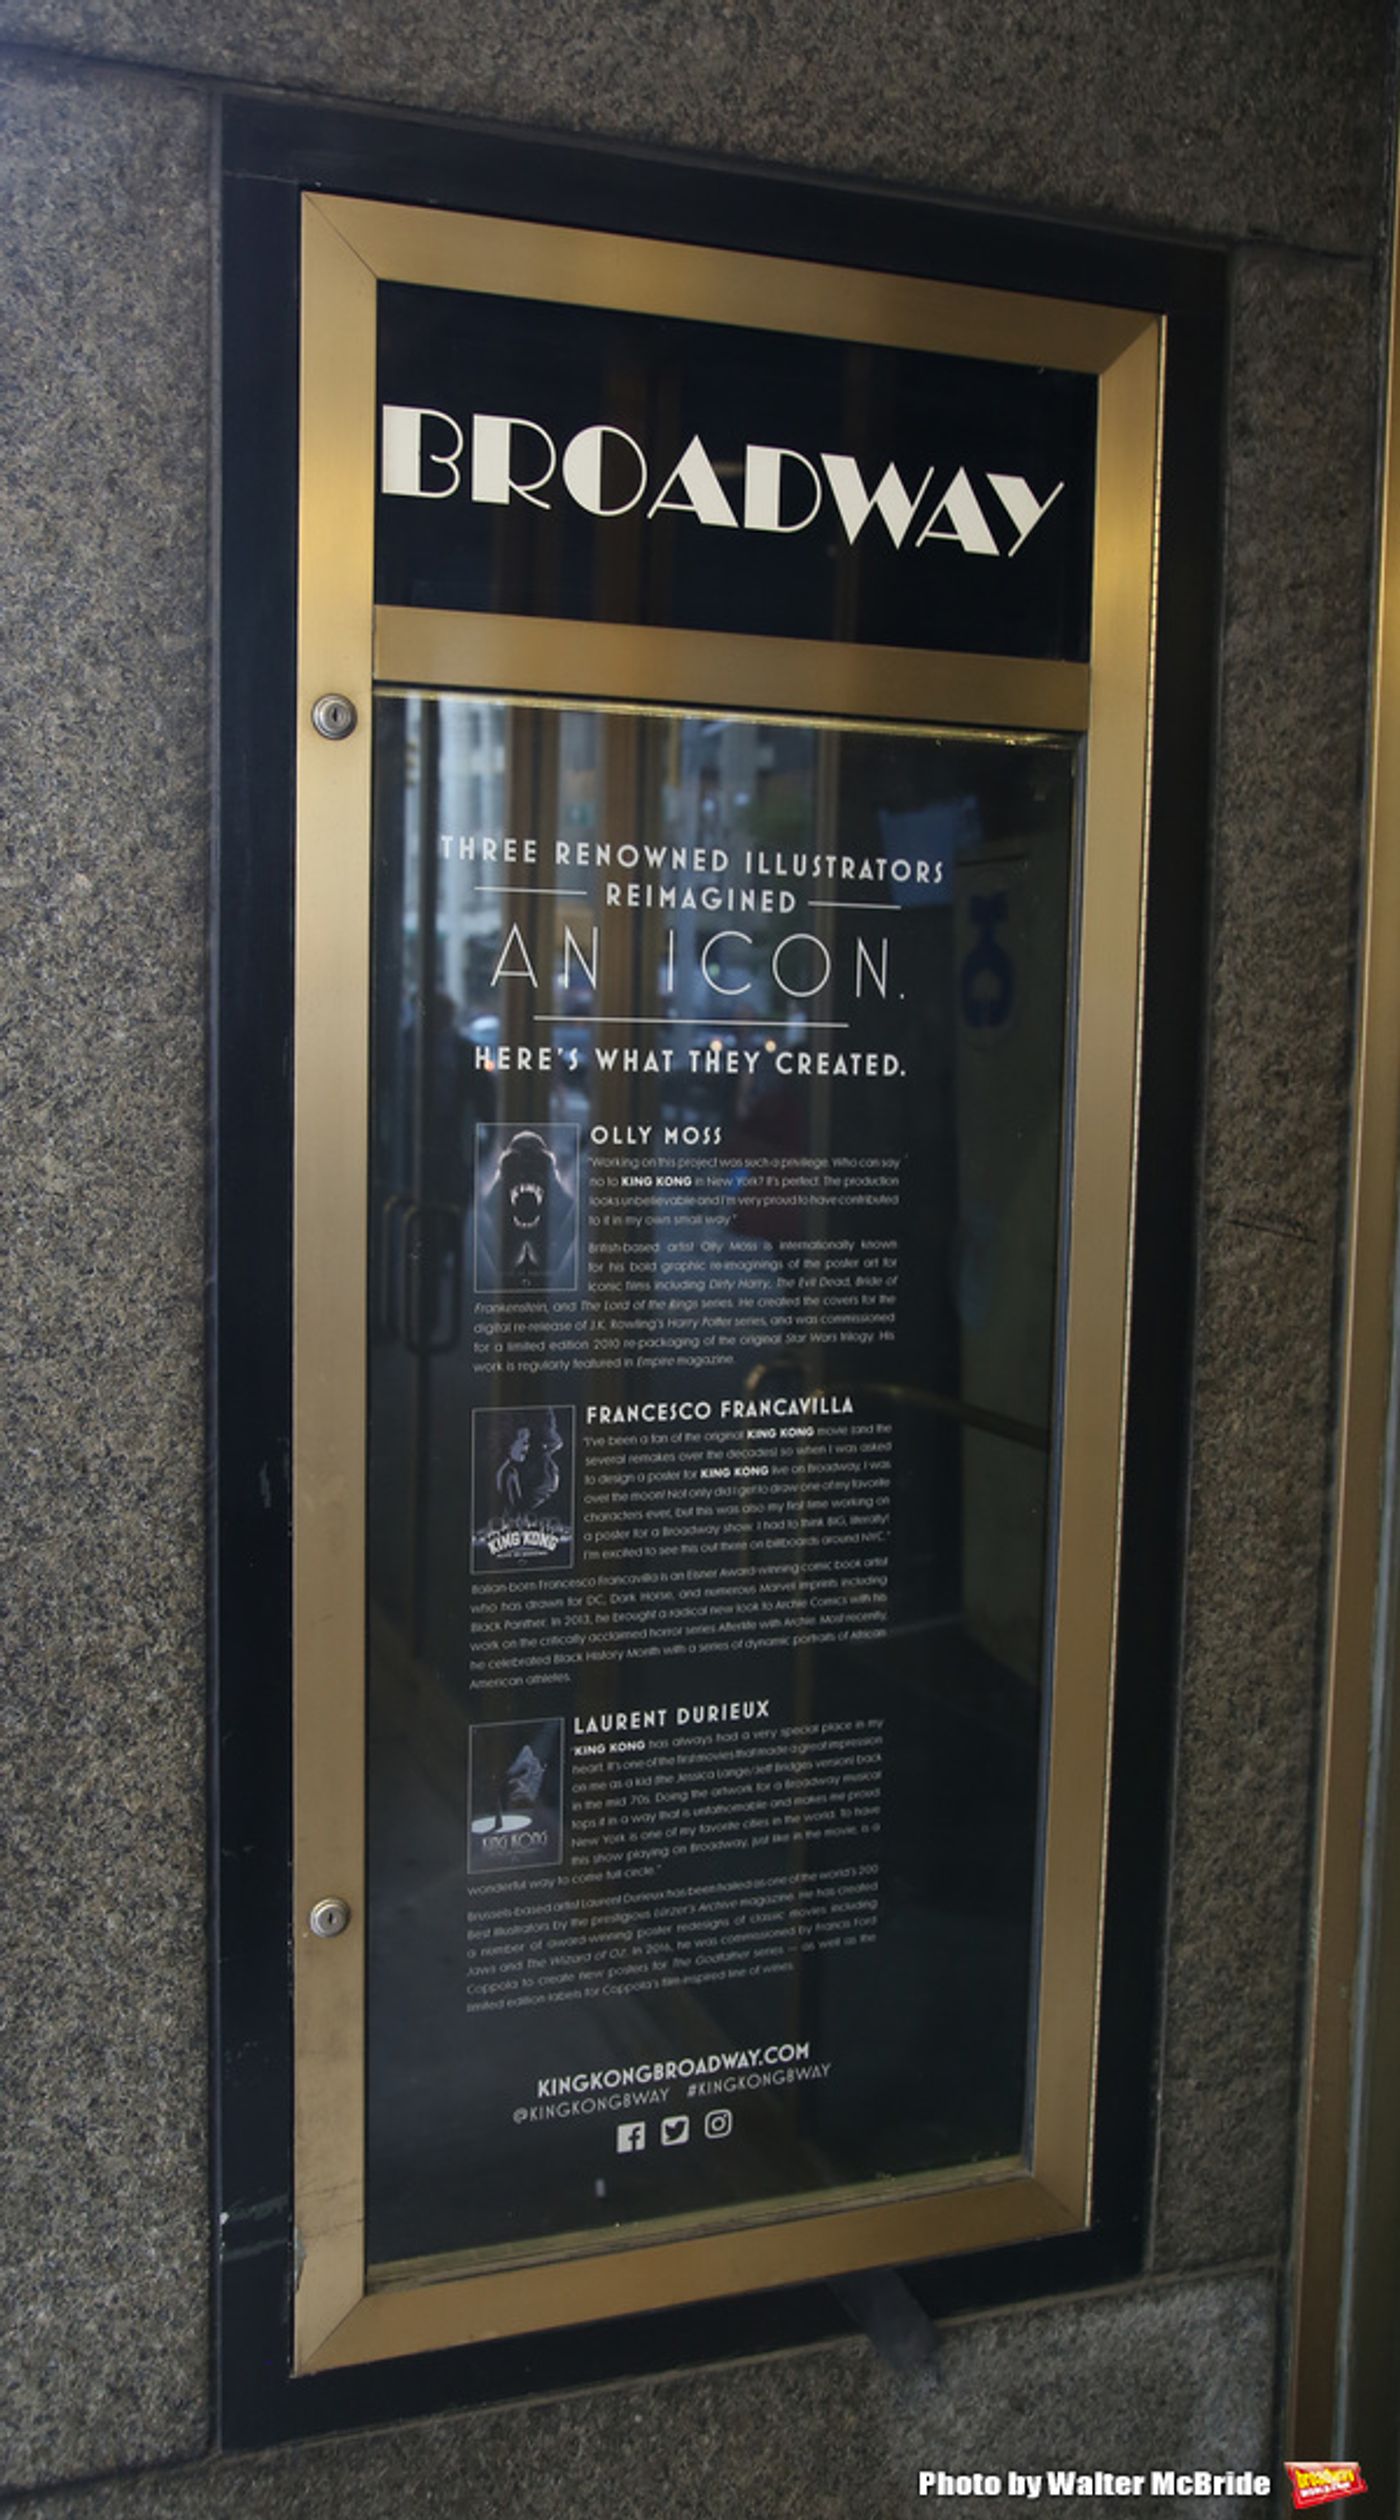 BROADWAY
THREE RENOWNED ILLUSTRATORS
REIMAGINED
AN ICON.
HERE'S WHAT THEY CREATED.
OLLY MOSS
"Working on this project was such a privilege. Who can say
no to KING KONG in New York? It's perfect. The production
looks unbelievable and I'm very proud to have contributed
to it in my own small way."
British-based artist Olly Moss is internationally known
for his bold graphic re-imaginings of the poster art for
iconic films including Dirty Harry, The Evil Dead, Bride of
Frankenstein, and The Lord of the Rings series. He created the covers for the
digital re-release of J.K. Rowling's Harry Potter series, and was commissioned
for a limited edition 2010 re-packaging of the original Star Wars trilogy. His
work is regularly featured in Empire magazine.
FRANCESCO FRANCAVILLA
"I've been a fan of the original KING KONG movie (and the
several remakes over the decades) so when I was asked
to design a poster for KING KONG live on Broadway, I was
over the moon! Not only did I get to draw one of my favorite
characters ever, but this was also my first time working on
a poster for a Broadway show. I had to think BIG, literally!
I'm excited to see this out there on billboards around NYC."
KING KONG
Italian-born Francesco Francavilla is an Eisner Award-winning comic book artist
who has drawn for DC, Dark Horse, and numerous Marvel imprints including
Black Panther. In 2013, he brought a radical new look to Archie Comics with his
work on the critically acclaimed horror series Afterlife with Archie. Most recently,
he celebrated Black History Month with a series of dynamic portraits of African
American athletes.
LAURENT DURIEUX
"KING KONG has always had a very special place in my
heart. It's one of the first movies that made a great impression
on me as a kid (the Jessica Lange/Jeff Bridges version) back
in the mid 70s. Doing the artwork for a Broadway musical
tops it in a way that is unfathomable and makes me proud.
New York is one of my favorite cities in the world. To have
this show playing on Broadway, just like in the movie, is a
wonderful way to come full circle."
KING KONG
Brussels-based artist Laurent Durieux has been hailed as one of the world's 200
Best Illustrators by the prestigious Lürzer's Archive magazine. He has created
a number of award-winning poster redesigns of classic movies including
Jaws and The Wizard of Oz. In 2016, he was commissioned by Francis Ford
Coppola to create new posters for The Godfather series — as well as the
limited edition labels for Coppola's film-inspired line of wines.
KINGKONGBROADWAY.COM
@KINGKONGBWAY #KINGKONGBWAY
Photo by Walter McBride